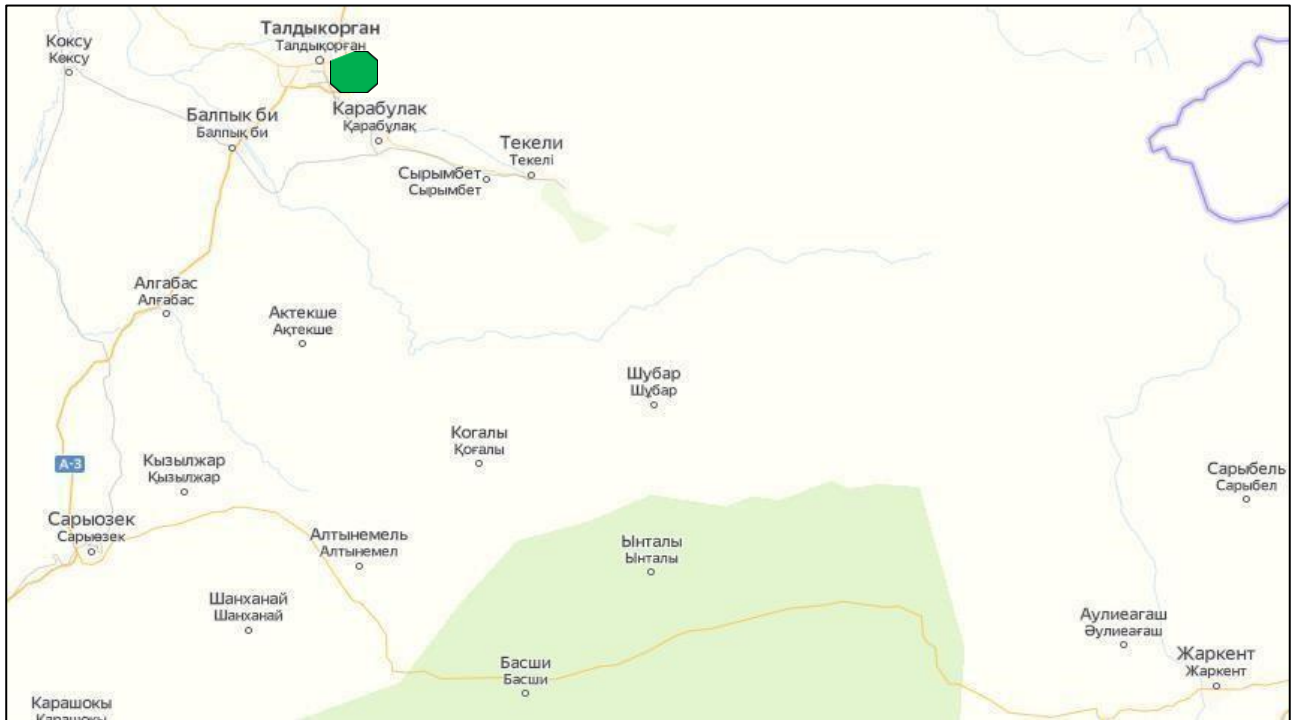 Талдыкорган
Талдықорған
Коксу
Көксу
Балпык би
Балпық би
Карабулак
Қарабұлақ
Текели
Текелі
Сырымбет
Сырымбет
Алгабас
Алғабас
Актекше
Ақтекше
Шубар
Шұбар
Когалы
Қоғалы
А-3
Кызылжар
Қызылжар
Сарыбель
Сарыбел
Сарыозек
Сарыөзек
Алтынемель
Алтынемел
Ынталы
Ынталы
Шанханай
Шанханай
Аулиеагаш
Әулиеағаш
Жаркент
Жаркент
Басши
Басши
Карашокы
Қарашоқы